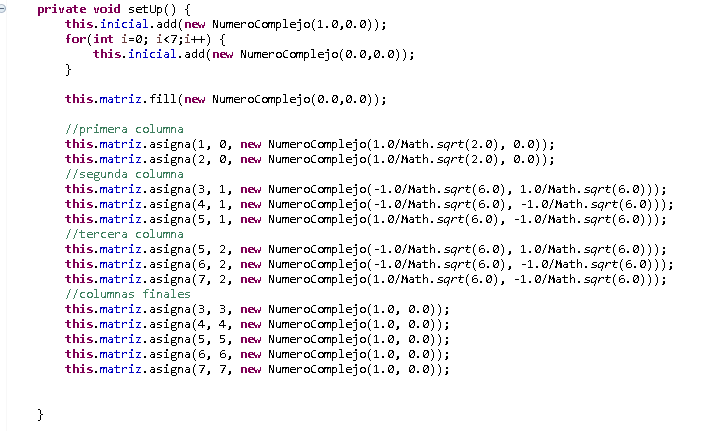 private void setUp() {
this.inicial.add(new NumeroComplejo(1.0,0.0));
for(int i=0; i<7;i++) {
this.inicial.add(new NumeroComplejo(0.0,0.0));
}
this.matriz.fill(new NumeroComplejo(0.0,0.0));
//primera columna
this.matriz.asigna(1, 0, new NumeroComplejo(1.0/Math.sqrt(2.0), 0.0));
this.matriz.asigna(2, 0, new NumeroComplejo(1.0/Math.sqrt(2.0), 0.0));
//segunda columna
this.matriz.asigna(3, 1, new NumeroComplejo(-1.0/Math.sqrt(6.0), 1.0/Math.sqrt(6.0)));
this.matriz.asigna(4, 1, new NumeroComplejo(-1.0/Math.sqrt(6.0), -1.0/Math.sqrt(6.0)));
this.matriz.asigna(5, 1, new NumeroComplejo(1.0/Math.sqrt(6.0), -1.0/Math.sqrt(6.0)));
//tercera columna
this.matriz.asigna(5, 2, new NumeroComplejo(-1.0/Math.sqrt(6.0), 1.0/Math.sqrt(6.0)));
this.matriz.asigna(6, 2, new NumeroComplejo(-1.0/Math.sqrt(6.0), -1.0/Math.sqrt(6.0)));
this.matriz.asigna(7, 2, new NumeroComplejo(1.0/Math.sqrt(6.0), -1.0/Math.sqrt(6.0)));
//columnas finales
this.matriz.asigna(3, 3, new NumeroComplejo(1.0, 0.0));
this.matriz.asigna(4, 4, new NumeroComplejo(1.0, 0.0));
this.matriz.asigna(5, 5, new NumeroComplejo(1.0, 0.0));
this.matriz.asigna(6, 6, new NumeroComplejo(1.0, 0.0));
this.matriz.asigna(7, 7, new NumeroComplejo(1.0, 0.0));
}